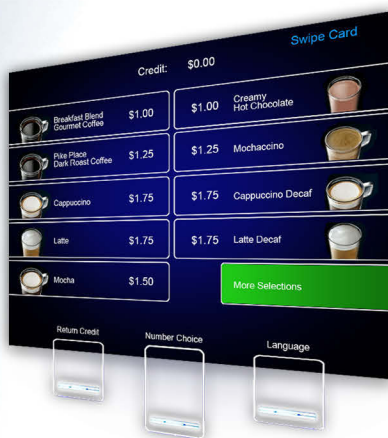 Swipe Card
Credit: $0.00
Breakfast Blend
Gourmet Coffee
$1.00
$1.00
Creamy
Hot Chocolate
Pike Place
Dark Roast Coffee
$1.25
$1.25
Mochaccino
Cappuccino
$1.75
$1.75
Cappuccino Decaf
Latte
$1.75
$1.75
Latte Decaf
Mocha
$1.50
More Selections
Return Credit
Number Choice
Language